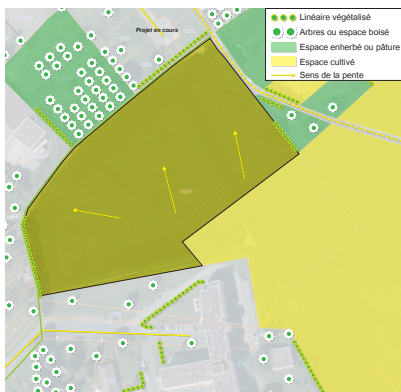 Projet en cours
Linéaire végétalisé
Arbres ou espace boisé
Espace enherbé ou pâture
Espace cultivé
Sens de la pente